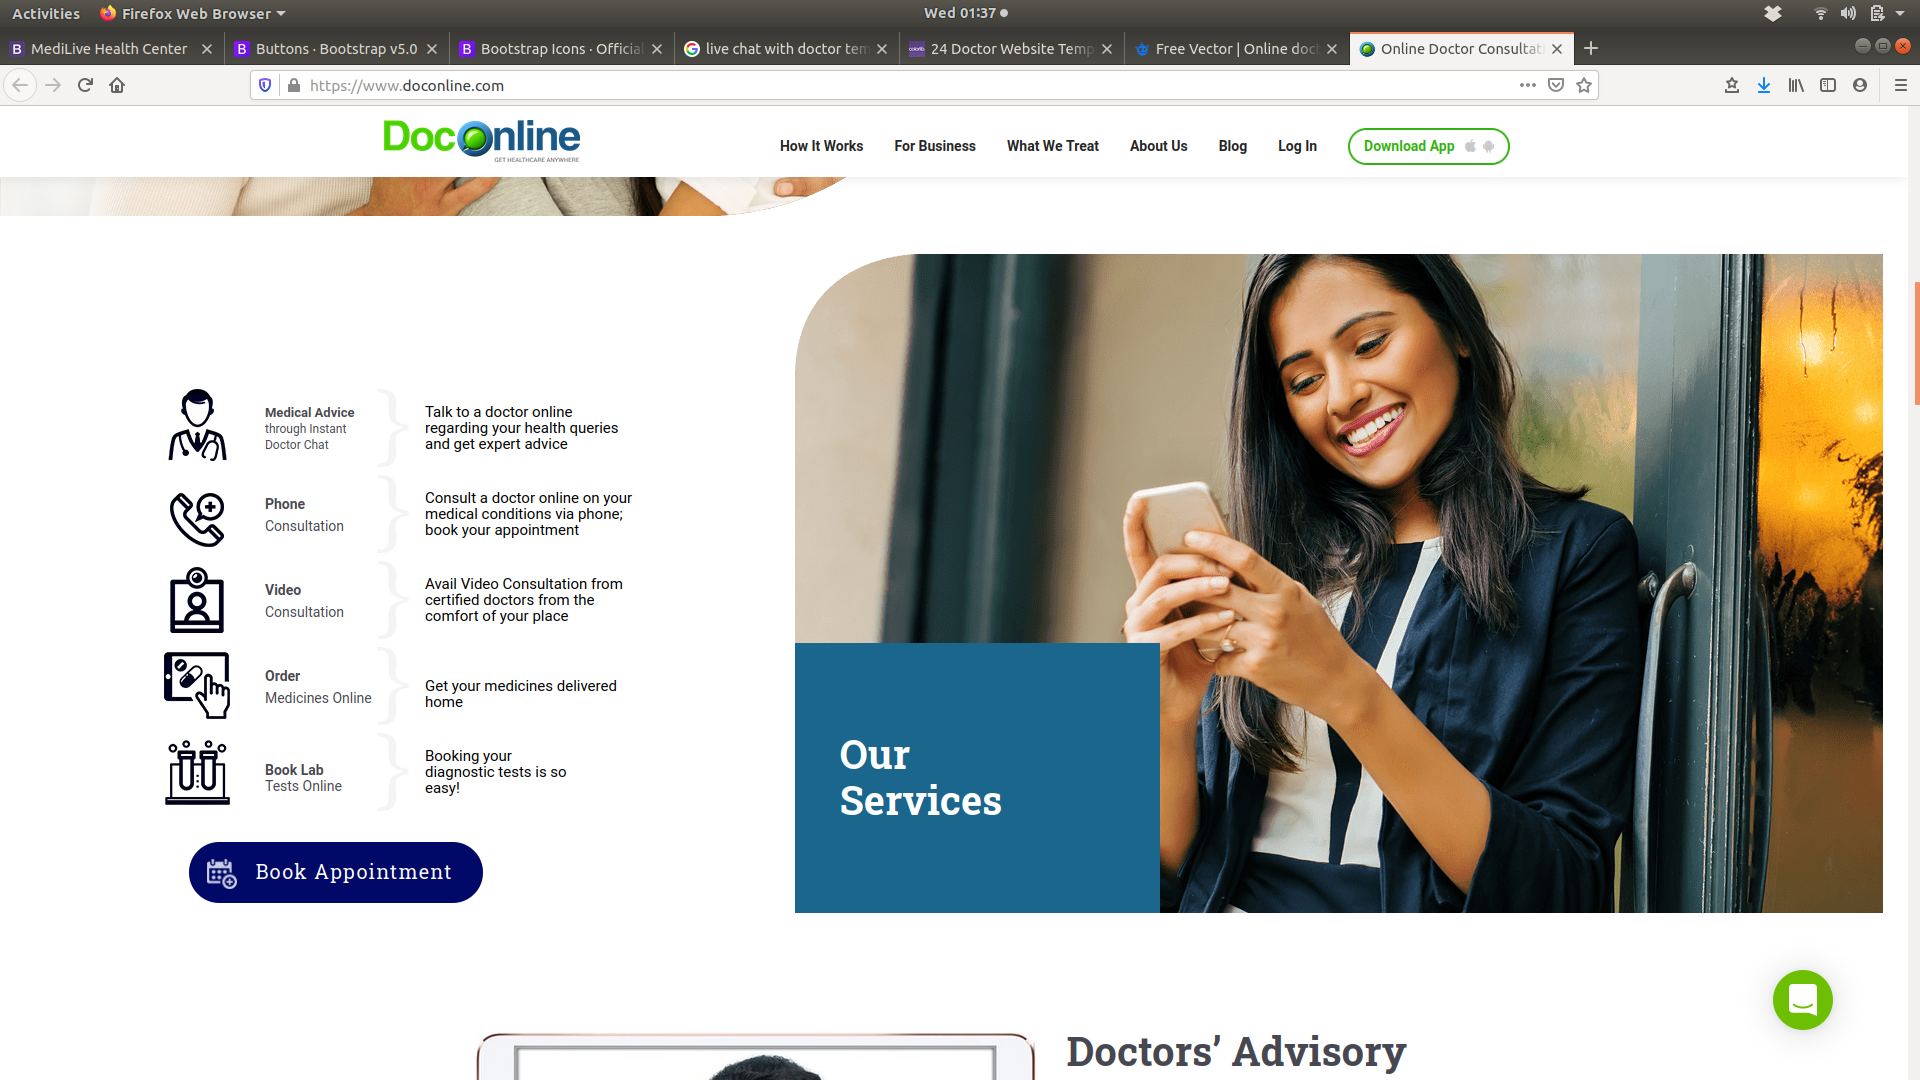 Activities
Firefox Web Browser
Wed 01:37
MediLive Health Center
Buttons · Bootstrap v5.0
Bootstrap Icons · Official
live chat with doctor tem
24 Doctor Website Temp
Free Vector | Online doct
Online Doctor Consultat
https://www.doconline.com
DocOnline
GET HEALTHCARE ANYWHERE
How It Works
For Business
What We Treat
About Us
Blog
Log In
Download App
Medical Advice
through Instant
Doctor Chat
Talk to a doctor online
regarding your health queries
and get expert advice
Phone
Consultation
Consult a doctor online on your
medical conditions via phone;
book your appointment
Video
Consultation
Avail Video Consultation from
certified doctors from the
comfort of your place
Order
Medicines Online
Get your medicines delivered
home
Book Lab
Tests Online
Booking your
diagnostic tests is so
easy!
Book Appointment
Our
Services
Doctors’ Advisory